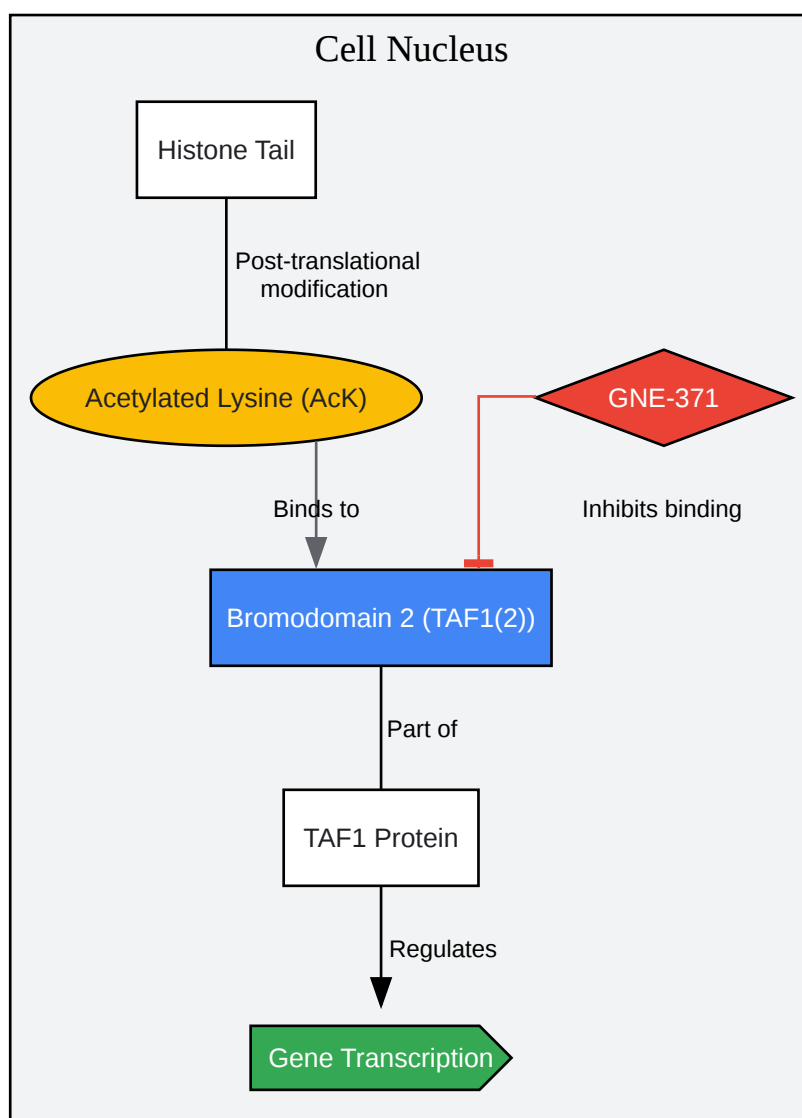 Cell Nucleus
Histone Tail
Post-translational
modification
Acetylated Lysine (AcK)
GNE-371
Binds to
Inhibits binding
Bromodomain 2 (TAF1(2))
Part of
TAF1 Protein
Regulates
Gene Transcription